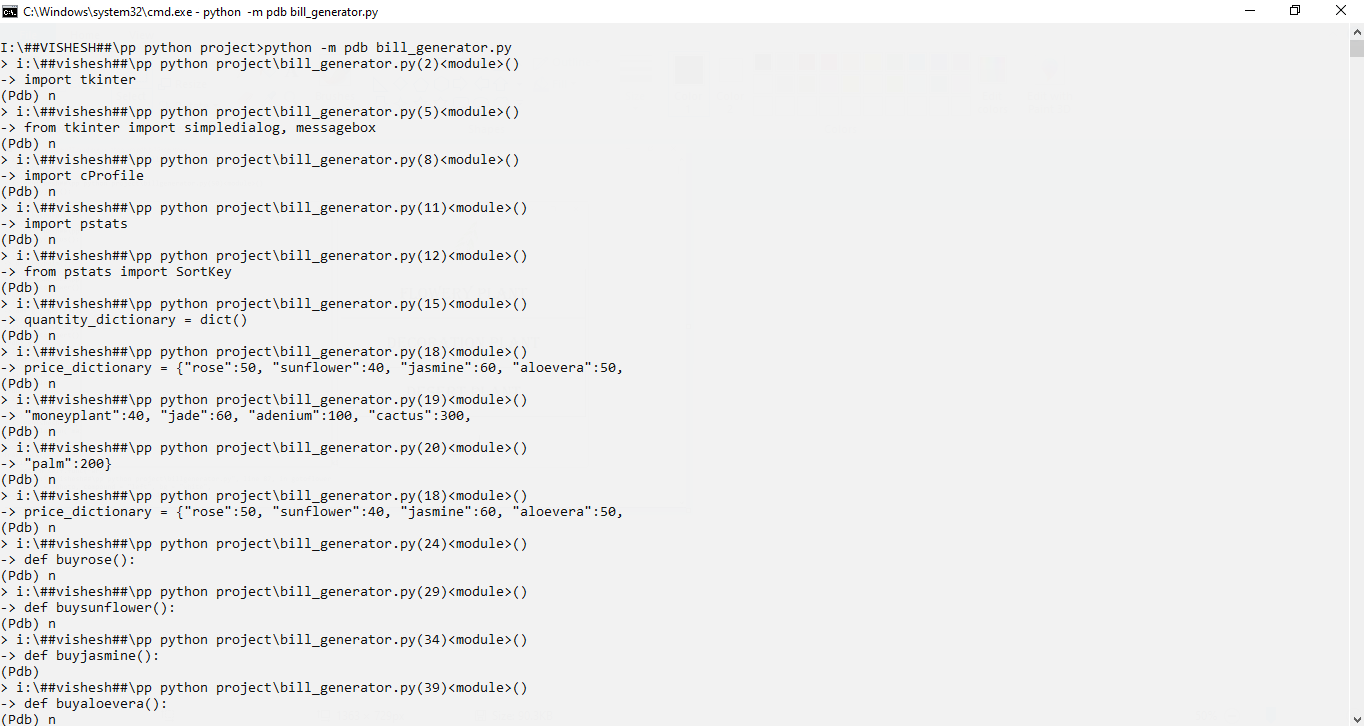 C:\Windows\system32\cmd.exe - python  -m pdb bill_generator.py
I:\##VISHESH##\pp python project>python -m pdb bill_generator.py
> i:\##vishesh##\pp python project\bill_generator.py(2)<module>()
-> import tkinter
(Pdb) n
> i:\##vishesh##\pp python project\bill_generator.py(5)<module>()
-> from tkinter import simpledialog, messagebox
(Pdb) n
> i:\##vishesh##\pp python project\bill_generator.py(8)<module>()
-> import cProfile
(Pdb) n
> i:\##vishesh##\pp python project\bill_generator.py(11)<module>()
-> import pstats
(Pdb) n
> i:\##vishesh##\pp python project\bill_generator.py(12)<module>()
-> from pstats import SortKey
(Pdb) n
> i:\##vishesh##\pp python project\bill_generator.py(15)<module>()
-> quantity_dictionary = dict()
(Pdb) n
> i:\##vishesh##\pp python project\bill_generator.py(18)<module>()
-> price_dictionary = {"rose":50, "sunflower":40, "jasmine":60, "aloevera":50,
(Pdb) n
> i:\##vishesh##\pp python project\bill_generator.py(19)<module>()
-> "moneyplant":40, "jade":60, "adenium":100, "cactus":300,
(Pdb) n
> i:\##vishesh##\pp python project\bill_generator.py(20)<module>()
-> "palm":200}
(Pdb) n
> i:\##vishesh##\pp python project\bill_generator.py(18)<module>()
-> price_dictionary = {"rose":50, "sunflower":40, "jasmine":60, "aloevera":50,
(Pdb) n
> i:\##vishesh##\pp python project\bill_generator.py(24)<module>()
-> def buyrose():
(Pdb) n
> i:\##vishesh##\pp python project\bill_generator.py(29)<module>()
-> def buysunflower():
(Pdb) n
> i:\##vishesh##\pp python project\bill_generator.py(34)<module>()
-> def buyjasmine():
(Pdb)
> i:\##vishesh##\pp python project\bill_generator.py(39)<module>()
-> def buyaloevera():
(Pdb) n